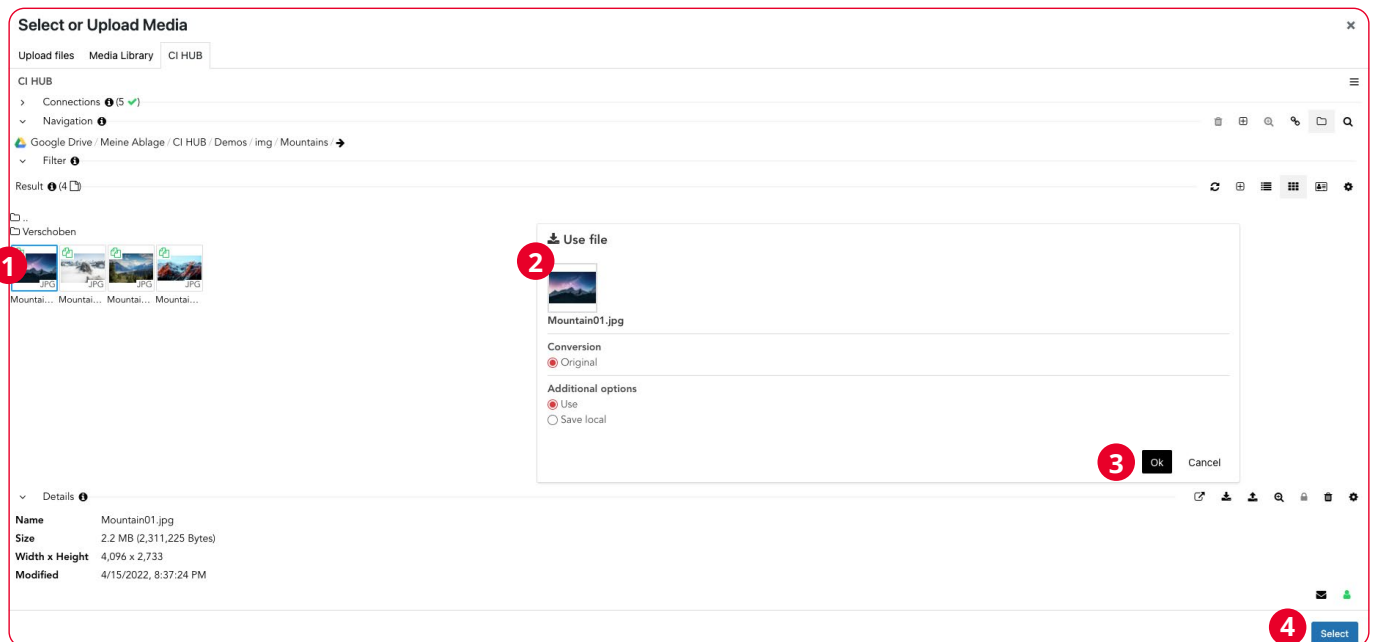 Select or Upload Media ×
Upload files Media Library CI HUB
CI HUB
Connections (5 ✔)
Navigation
Google Drive / Meine Ablage / CI HUB / Demos / img / Mountains / →
Filter
Result (4)
..
Verschoben
1
JPG JPG JPG JPG
Mountai... Mountai... Mountai... Mountai...
Use file
2
Mountain01.jpg
Conversion
Original
Additional options
Use
Save local
3 Ok Cancel
Details
Name Mountain01.jpg
Size 2.2 MB (2,311,225 Bytes)
Width x Height 4,096 x 2,733
Modified 4/15/2022, 8:37:24 PM
4 Select